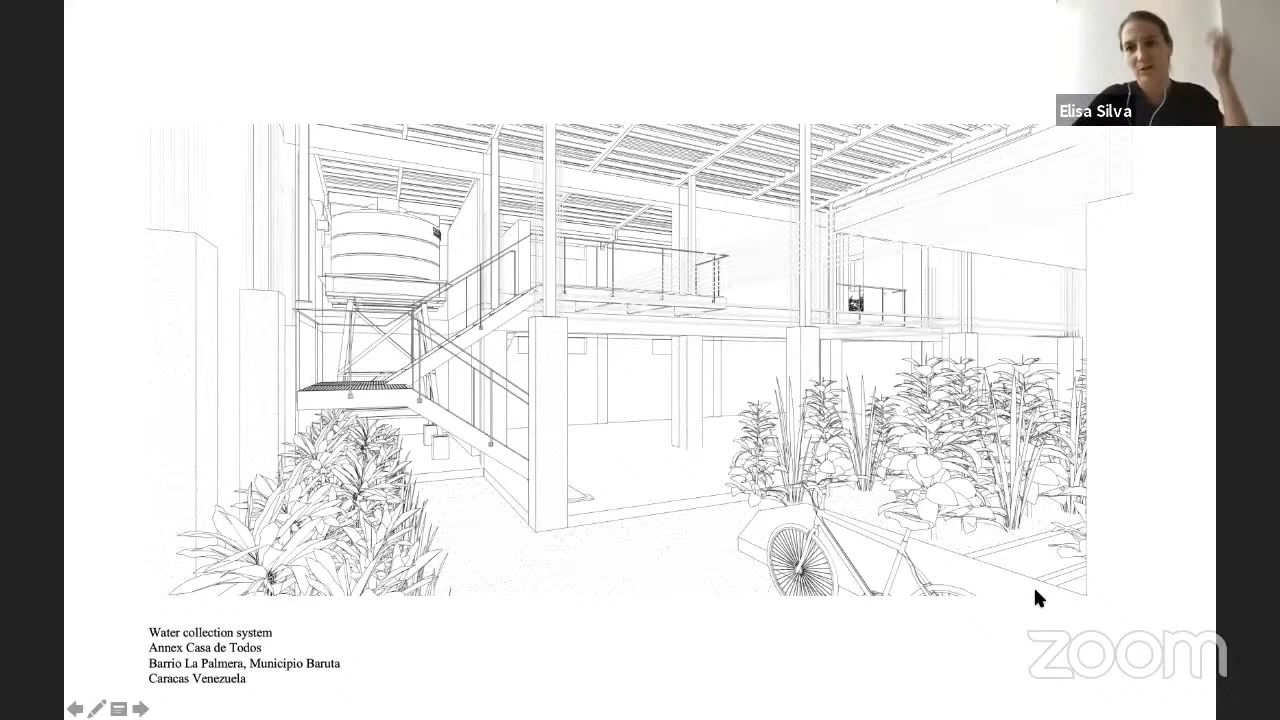 Elisa Silva
Water collection system
Annex Casa de Todos
Barrio La Palmera, Municipio Baruta
Caracas Venezuela
zoom